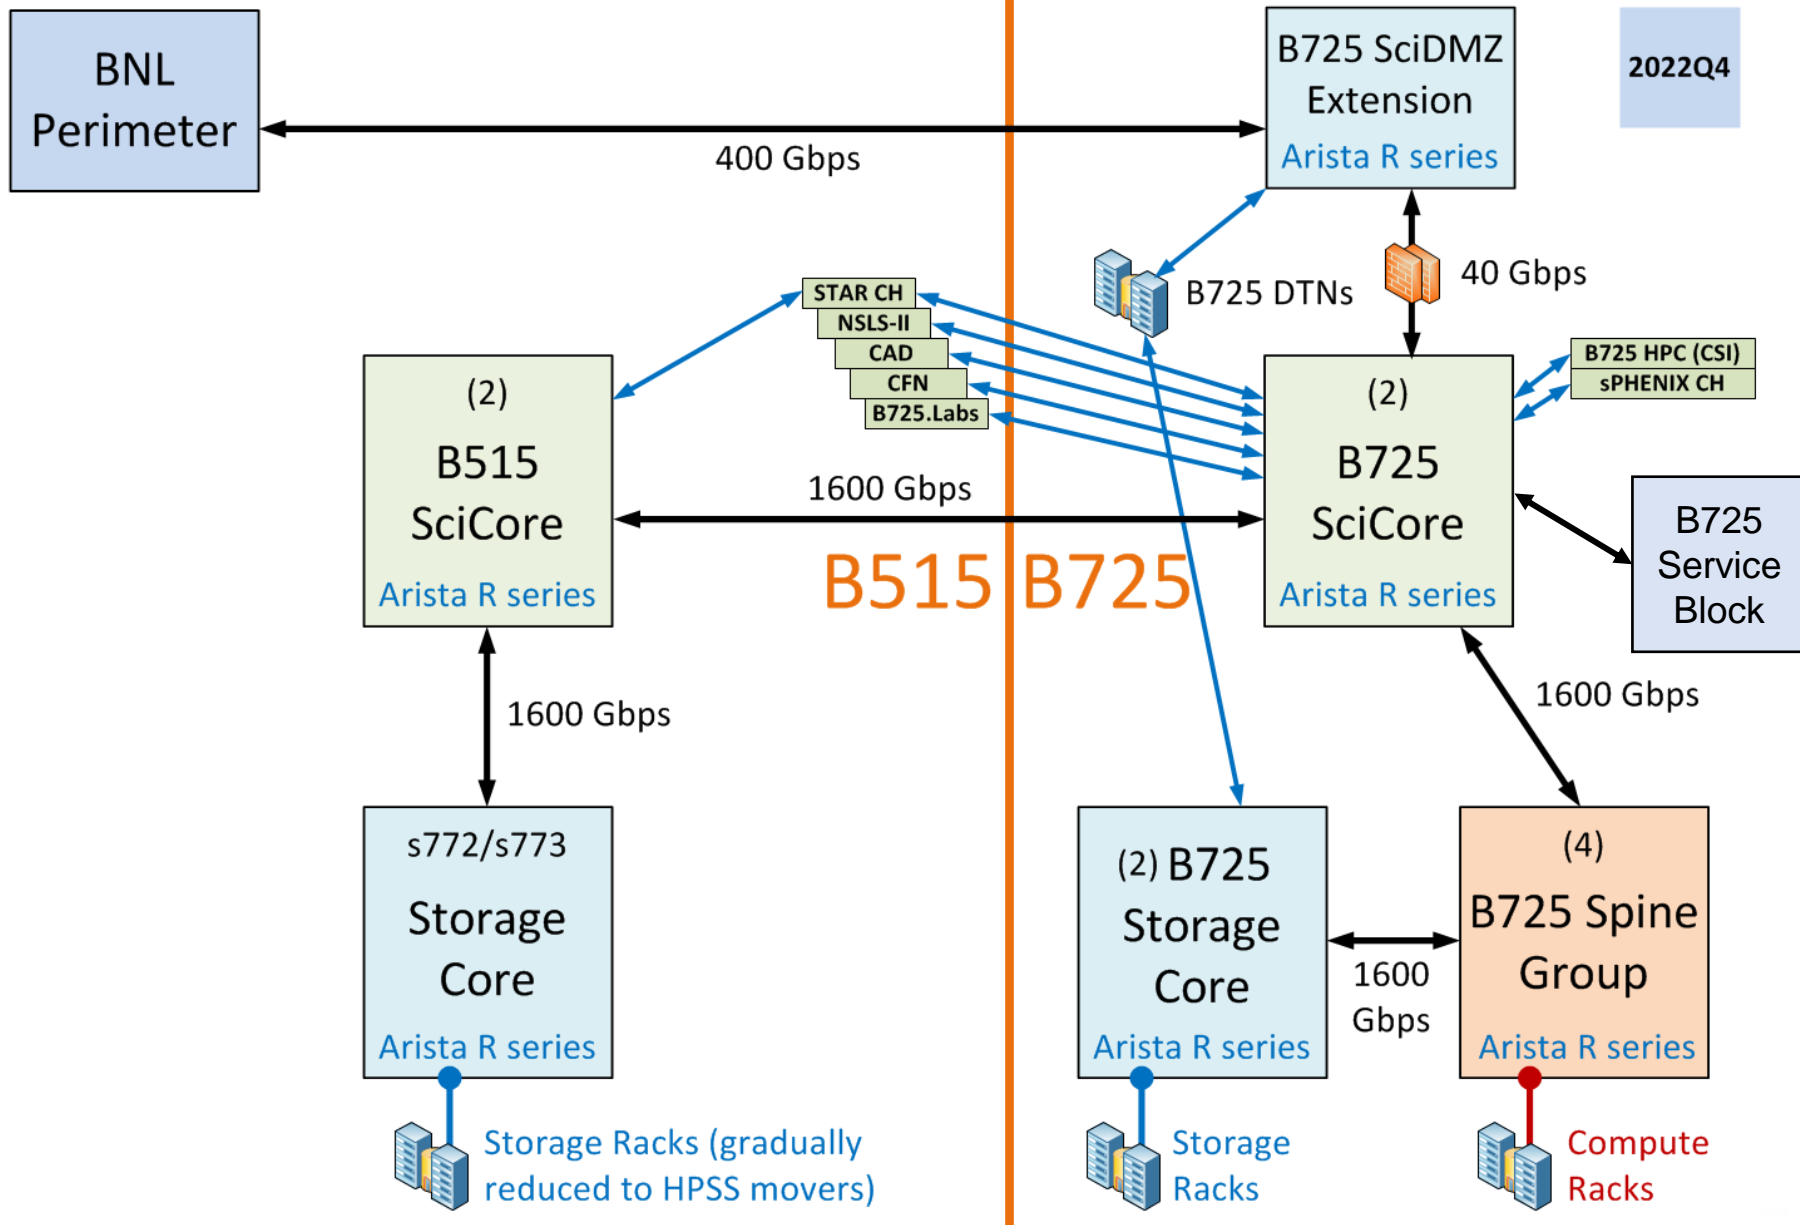 BNL
Perimeter
400 Gbps
B725 SciDMZ
Extension
Arista R series
2022Q4
B725 DTNs
40 Gbps
STAR CH
NSLS-II
CAD
CFN
B725.Labs
B725 HPC (CSI)
sPHENIX CH
(2)
B515
SciCore
Arista R series
1600 Gbps
(2)
B725
SciCore
Arista R series
B725
Service
Block
B515
B725
1600 Gbps
1600 Gbps
s772/s773
Storage
Core
Arista R series
(2) B725
Storage
Core
Arista R series
1600
Gbps
(4)
B725 Spine
Group
Arista R series
Storage Racks (gradually
reduced to HPSS movers)
Storage
Racks
Compute
Racks